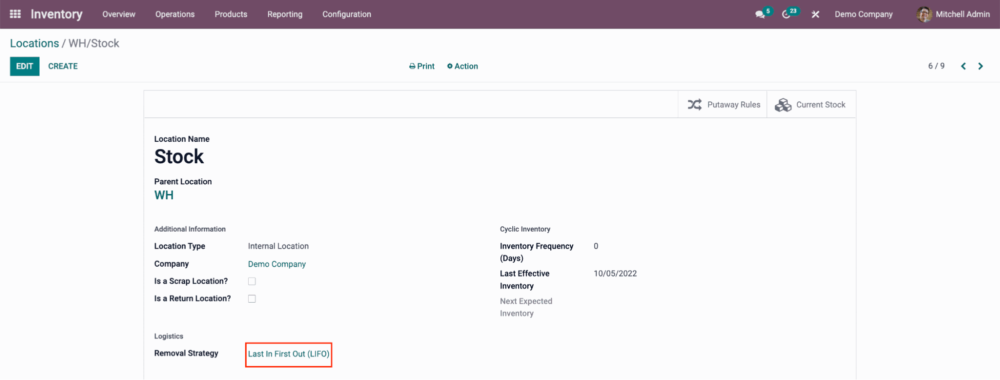 Inventory Overview Operations Products Reporting Configuration 5 23 Demo Company Mitchell Admin
Locations / WH/Stock
EDIT CREATE Print Action 6 / 9
Putaway Rules Current Stock
Location Name
Stock
Parent Location
WH
Additional Information
Location Type Internal Location
Company Demo Company
Is a Scrap Location?
Is a Return Location?
Cyclic Inventory
Inventory Frequency 0
(Days)
Last Effective 10/05/2022
Inventory
Next Expected
Inventory
Logistics
Removal Strategy Last In First Out (LIFO)